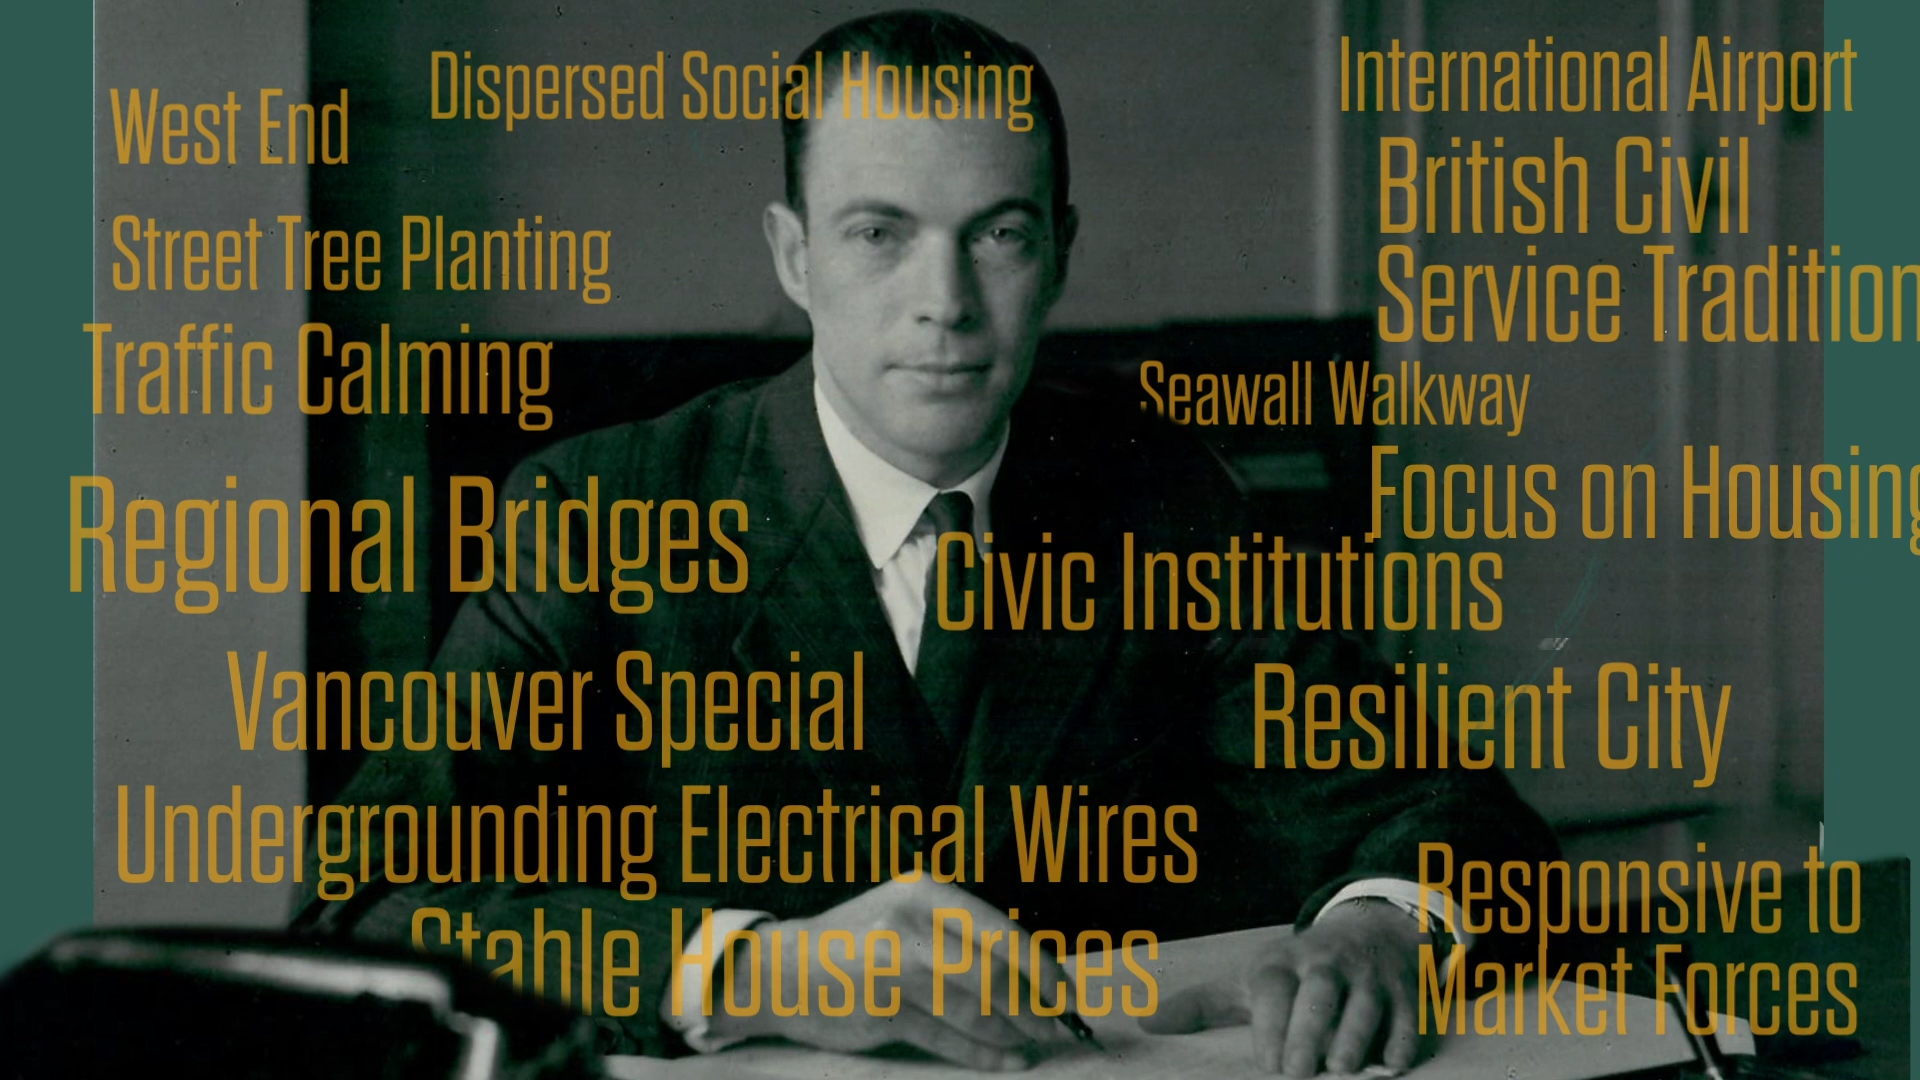 Dispersed Social Housing
International Airport
West End
British Civil
Service Tradition
Street Tree Planting
Traffic Calming
Seawall Walkway
Focus on Housing
Regional Bridges
Civic Institutions
Vancouver Special
Resilient City
Undergrounding Electrical Wires
Responsive to
Market Forces
Stable House Prices